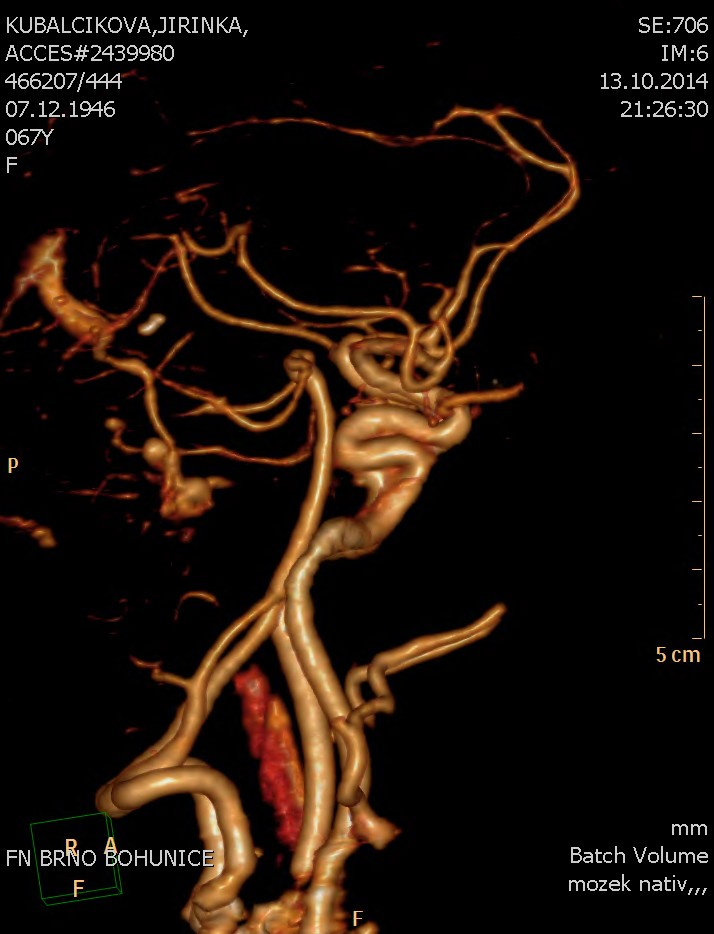 KUBALCIKOVA,JIRINKA,
ACCES#2439980
466207/444
07.12.1946
067Y
F
SE:706
IM:6
13.10.2014
21:26:30
P
5 cm
R A
F
FN BRNO BOHUNICE
F
mm
Batch Volume
mozek nativ,,,